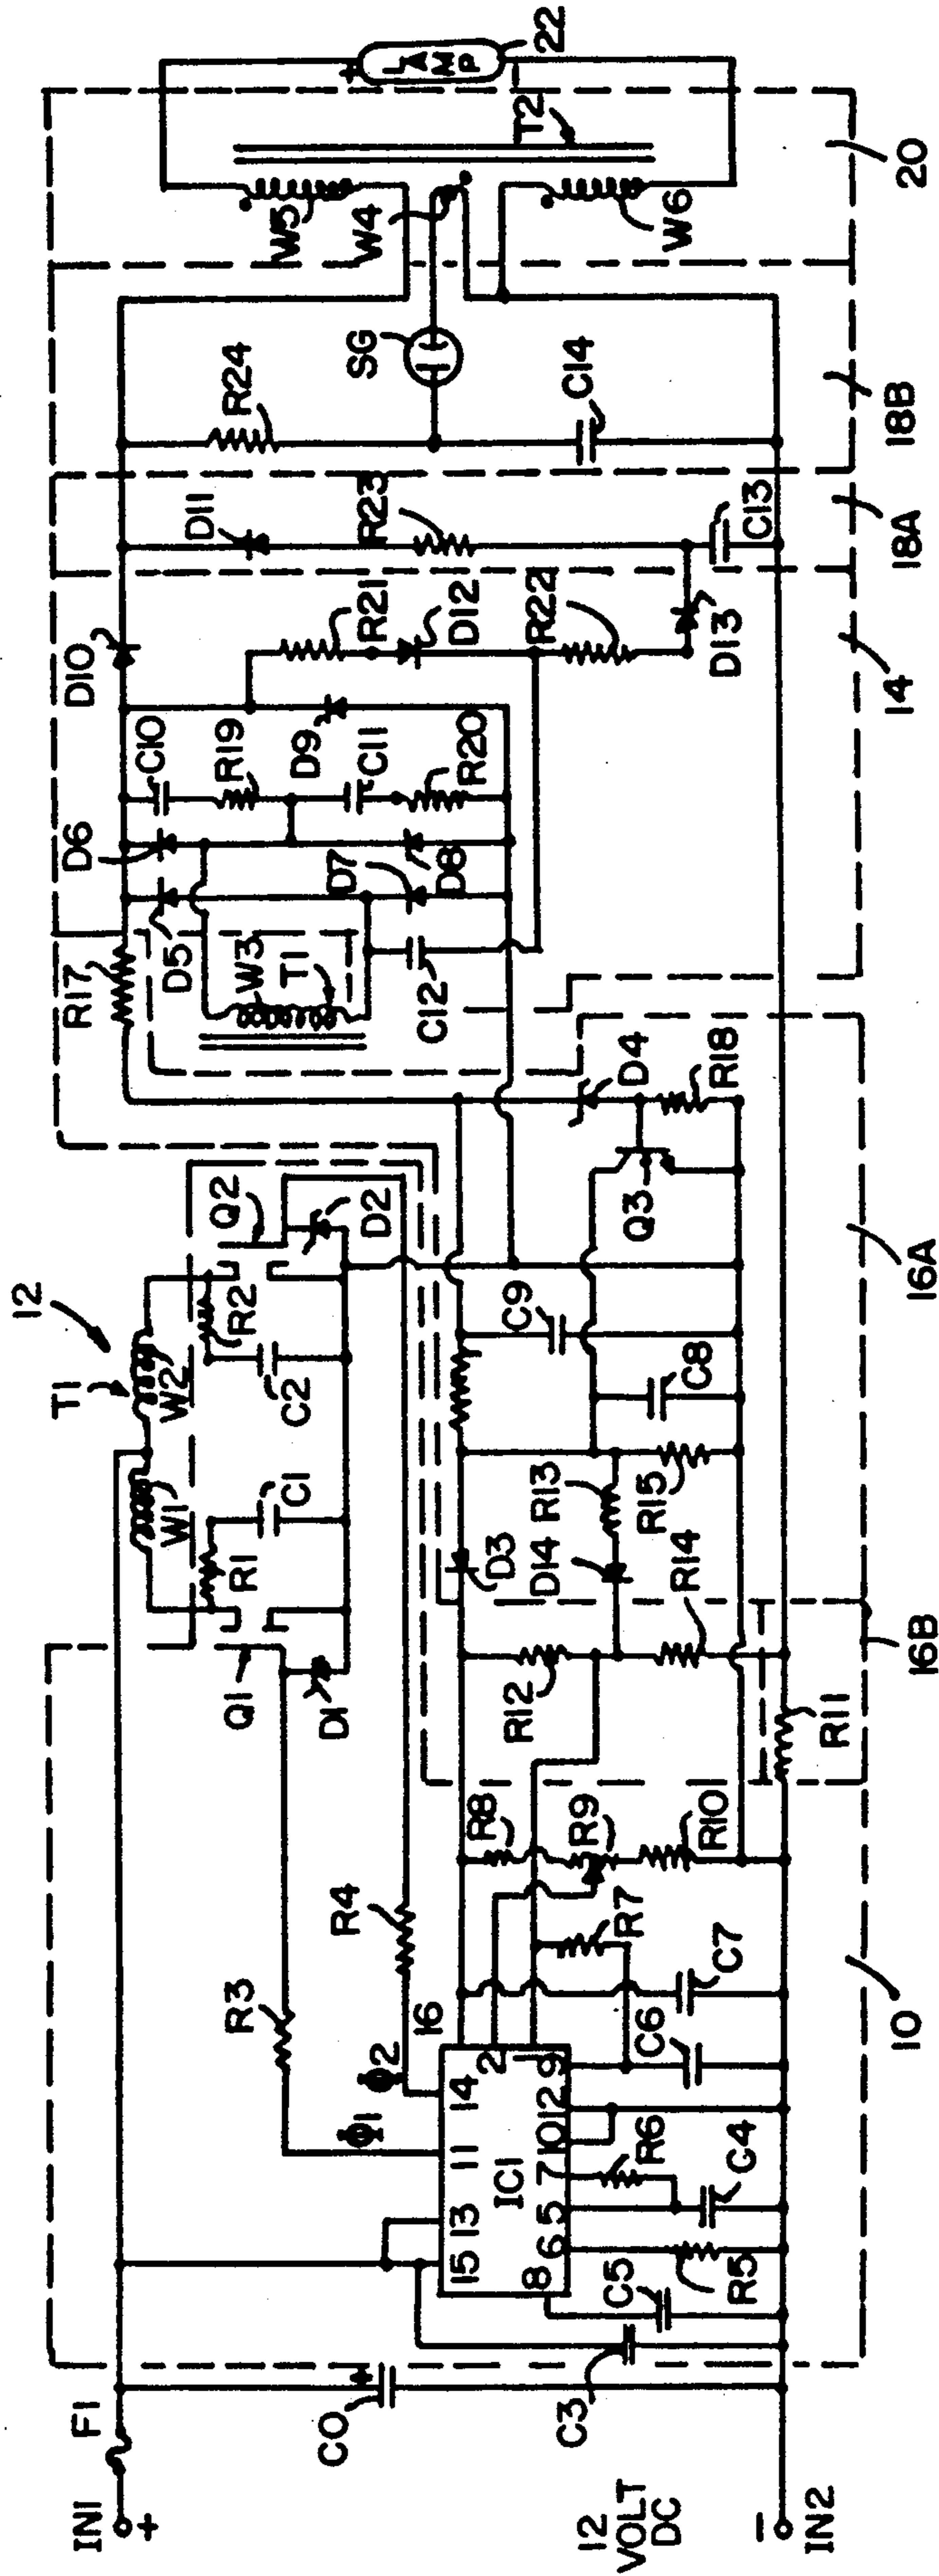 IN1
+
F1
12 VOLT DC
−
IN2
C0
+
C3
C5
R5
C4
R6
C6
C7
R7
10
IC1
15
13
11
14
16
2
1
8
6
5
7
10
12
9
Φ1
Φ2
R3
R4
R8
R9
R10
R11
16B
R12
R14
D14
R13
D3
R15
C8
C9
Q3
D4
R18
16A
Q1
D1
R1
C1
W1
T1
W2
12
C2
R2
Q2
D2
R17
D5
D6
W3
T1
C12
D7
D8
C10
R19
D9
C11
R20
D10
R21
D12
R22
D13
14
D11
R23
C13
18A
R24
SG
C14
18B
W5
W4
W6
T2
20
+
LAMP
−
22